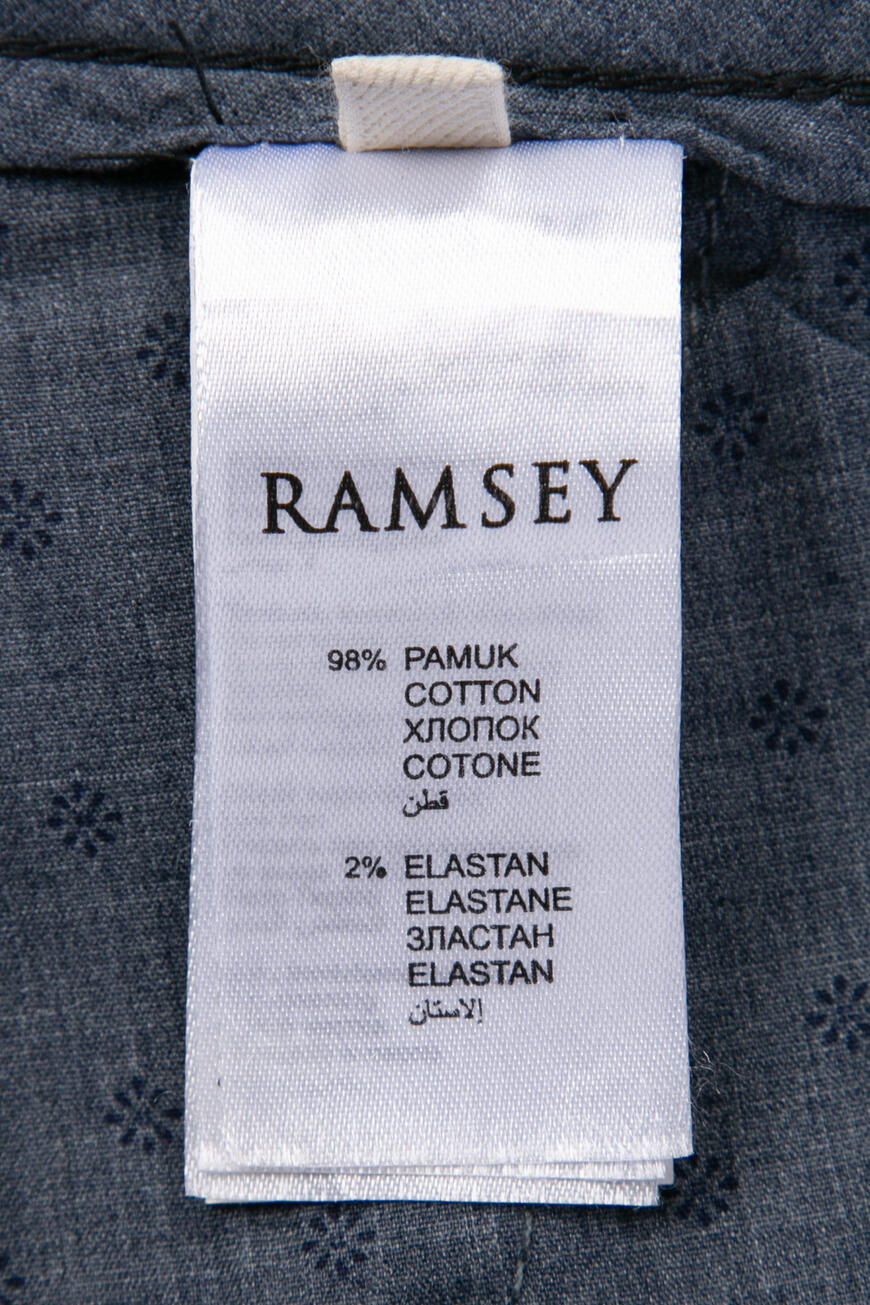 RAMSEY
98% PAMUK
COTTON
ХЛОПОК
COTONE
قطن
2% ELASTAN
ELASTANE
ЗЛАСТАН
ELASTAN
إلاستان